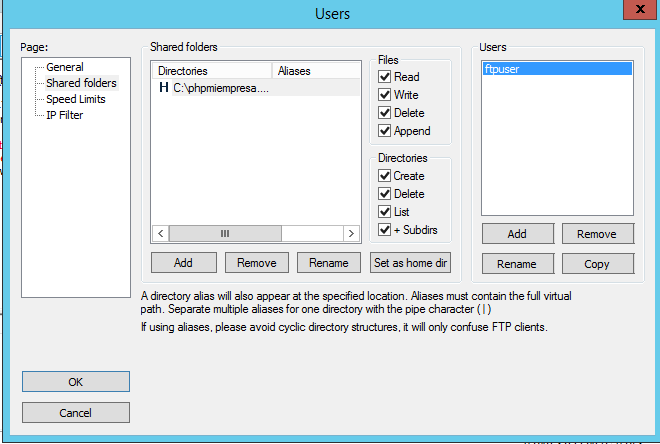 Users
x
Page:
General
Shared folders
Speed Limits
IP Filter
Shared folders
Directories Aliases
H C:\phpmiempresa....
Add Remove Rename Set as home dir
Files
Read
Write
Delete
Append
Directories
Create
Delete
List
+ Subdirs
Users
ftpuser
Add Remove
Rename Copy
A directory alias will also appear at the specified location. Aliases must contain the full virtual
path. Separate multiple aliases for one directory with the pipe character ( | )
If using aliases, please avoid cyclic directory structures, it will only confuse FTP clients.
OK
Cancel